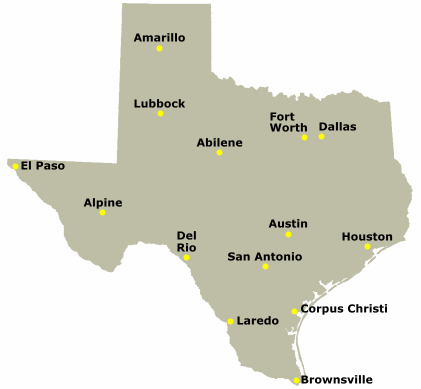 Amarillo
Lubbock
Fort
Worth
Dallas
Abilene
El Paso
Alpine
Austin
Del
Rio
Houston
San Antonio
Corpus Christi
Laredo
Brownsville